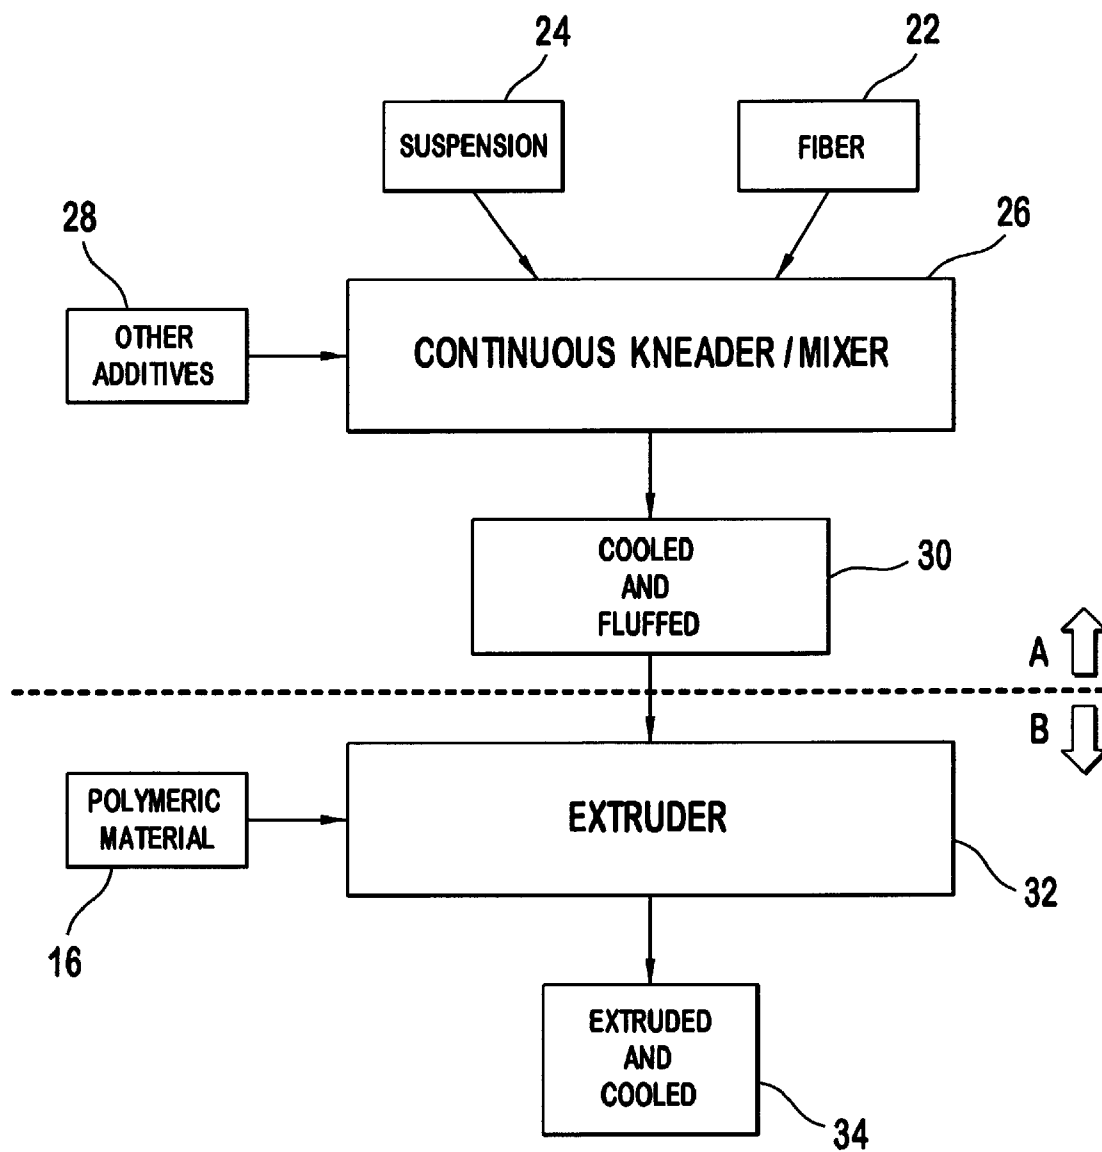 24
22
SUSPENSION
FIBER
28
26
OTHER
ADDITIVES
CONTINUOUS KNEADER / MIXER
COOLED
AND
FLUFFED
30
A
B
POLYMERIC
MATERIAL
EXTRUDER
32
16
EXTRUDED
AND
COOLED
34